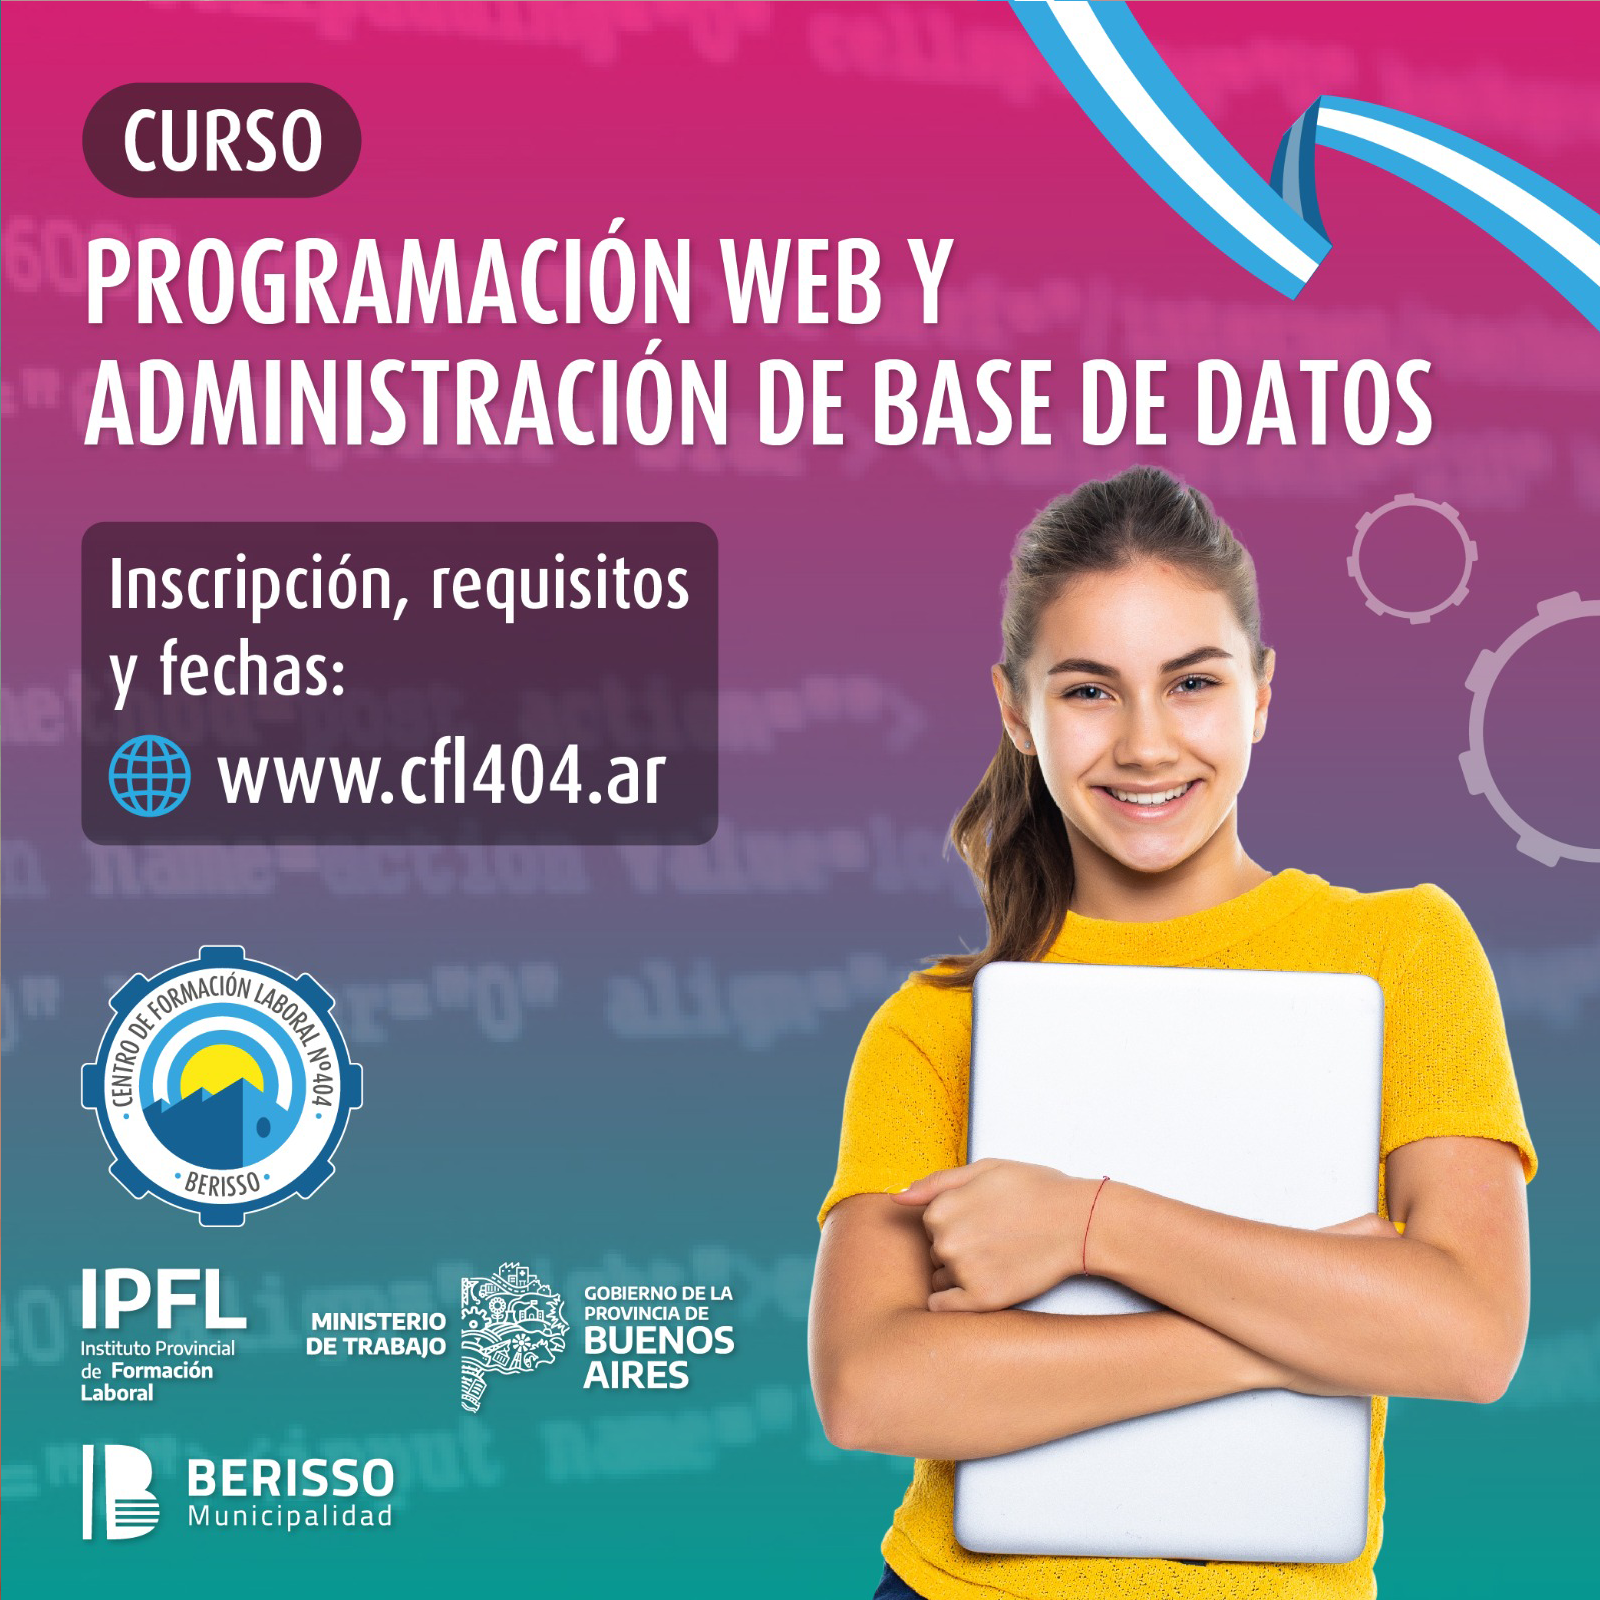 CURSO
PROGRAMACIÓN WEB Y
ADMINISTRACIÓN DE BASE DE DATOS
Inscripción, requisitos
y fechas:
www.cfl404.ar
CENTRO DE FORMACIÓN LABORAL Nº404
BERISSO
IPFL
Instituto Provincial
de Formación
Laboral
MINISTERIO
DE TRABAJO
GOBIERNO DE LA
PROVINCIA DE
BUENOS
AIRES
BERISSO
Municipalidad